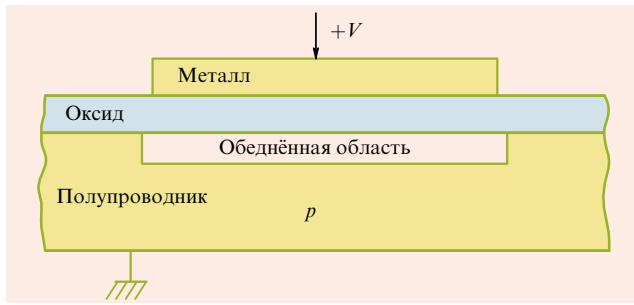 +V
Металл
Оксид
Обеднённая область
Полупроводник
p